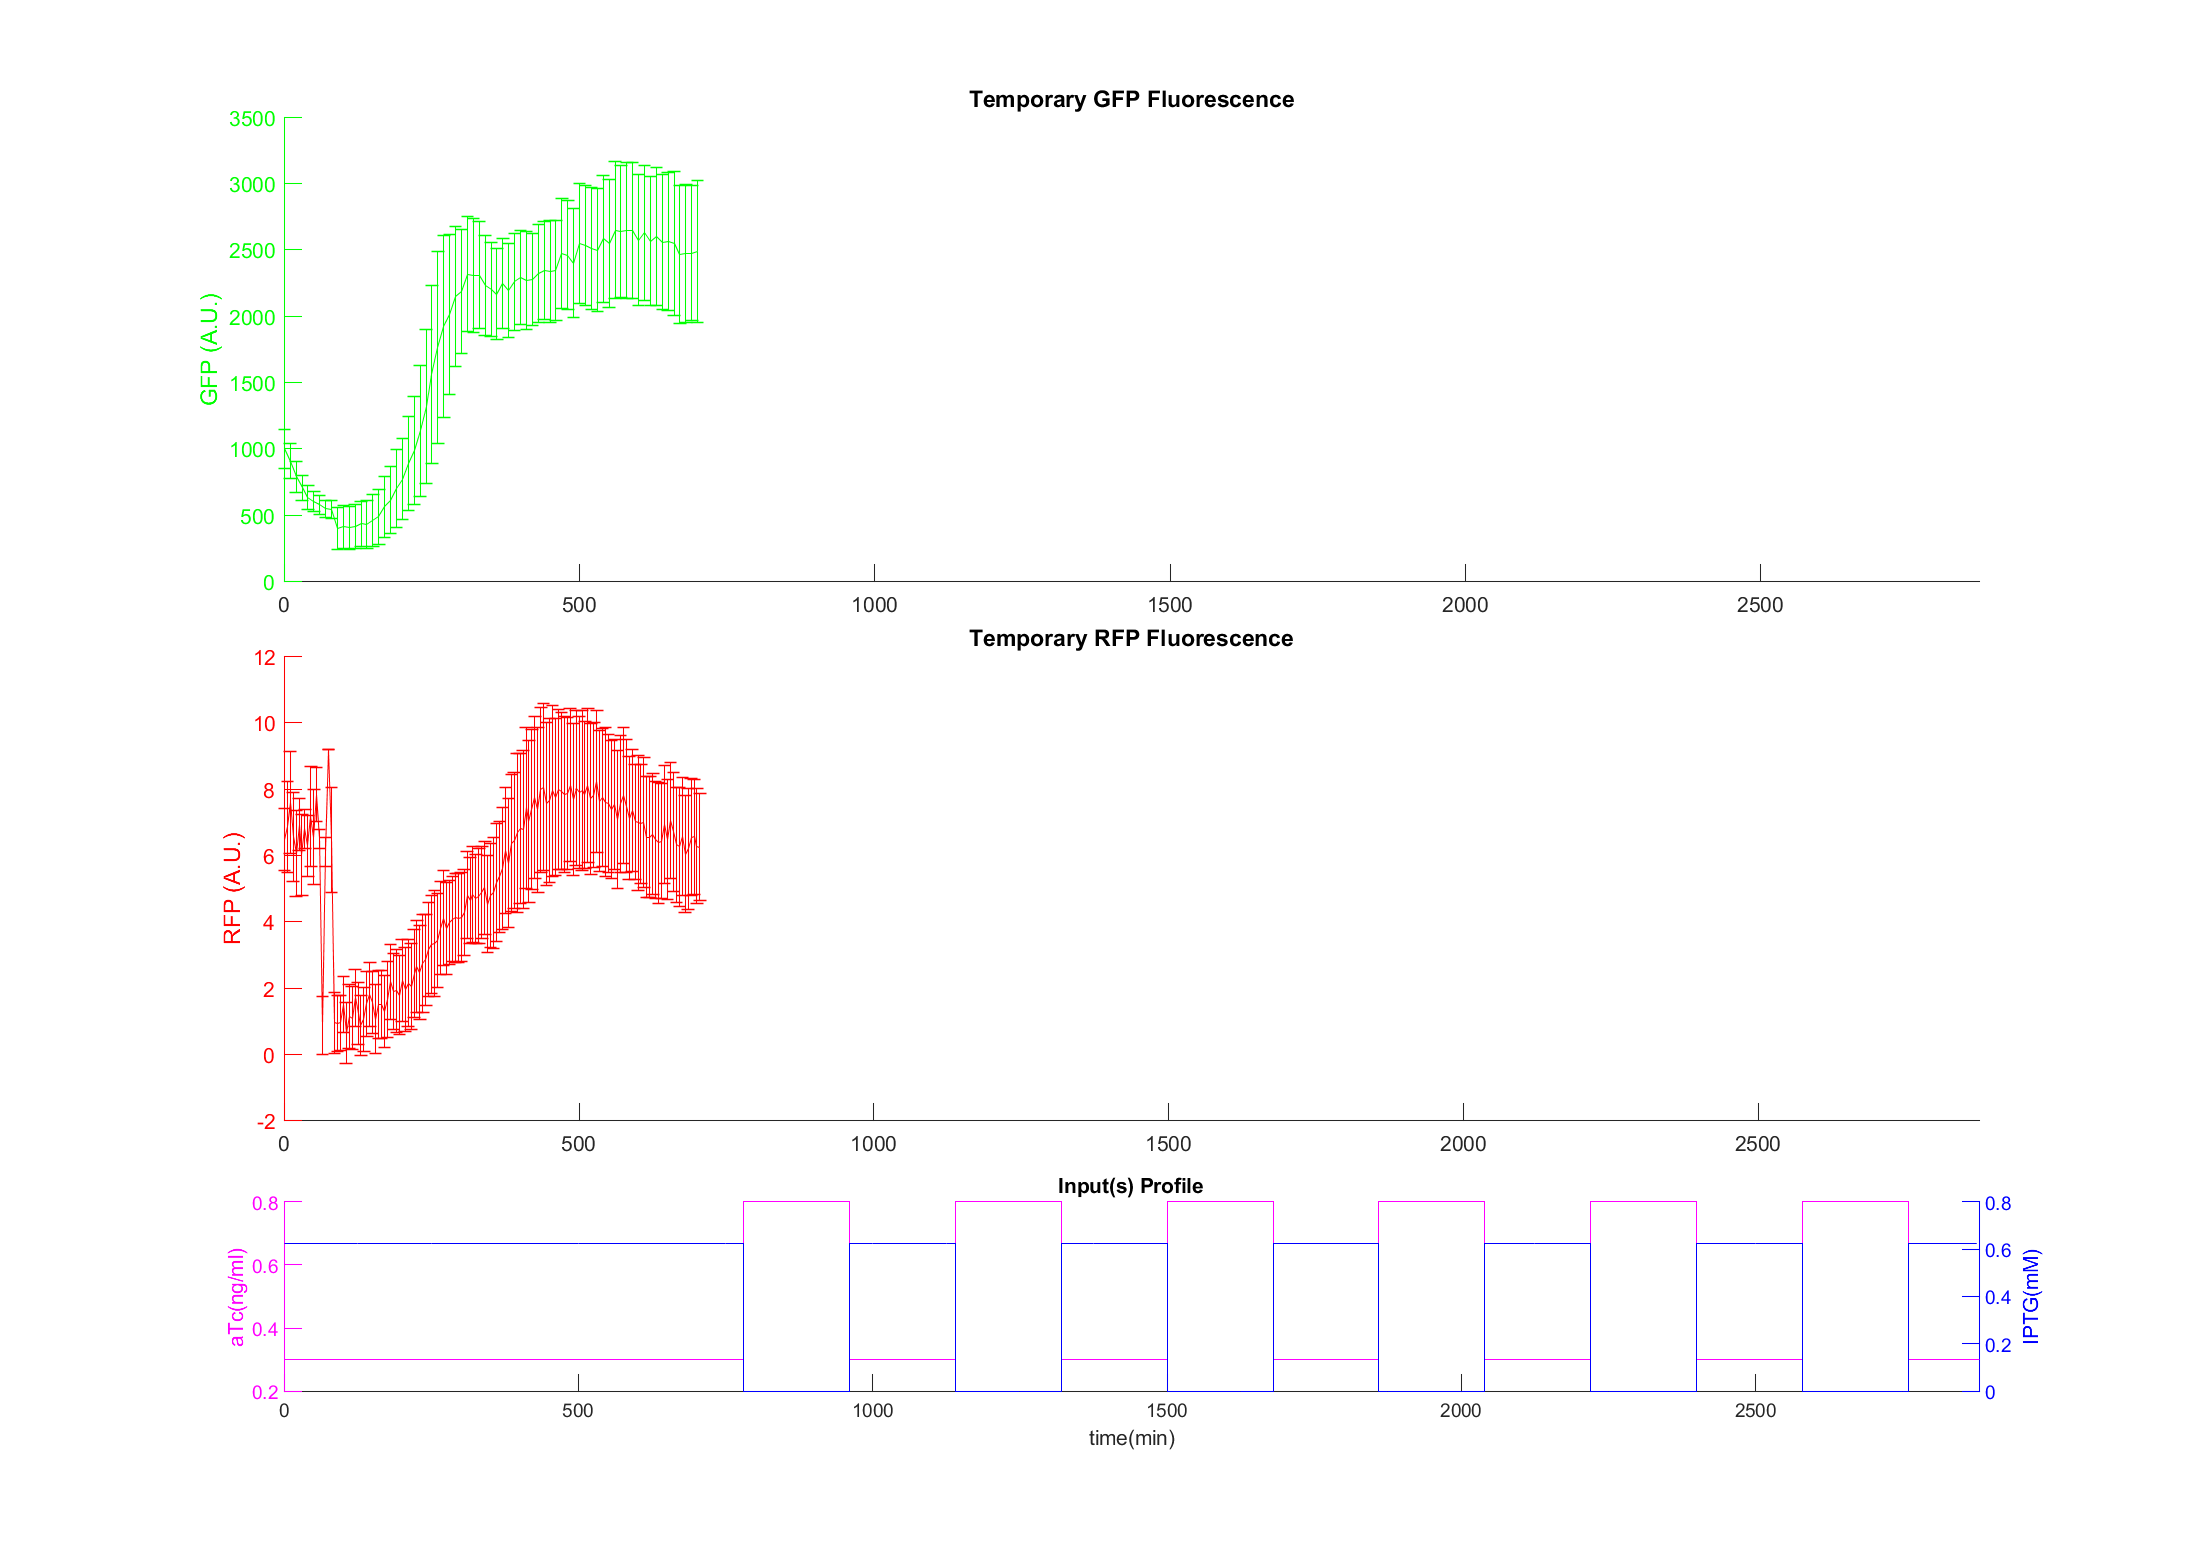 Temporary GFP Fluorescence
3500
3000
2500
2000
1500
1000
500
0
GFP (A.U.)
0 500 1000 1500 2000 2500
Temporary RFP Fluorescence
12
10
8
6
4
2
0
-2
RFP (A.U.)
0 500 1000 1500 2000 2500
Input(s) Profile
0.8
0.6
0.4
0.2
aTc(ng/ml)
0.8
0.6
0.4
0.2
0
IPTG(mM)
0 500 1000 1500 2000 2500
time(min)